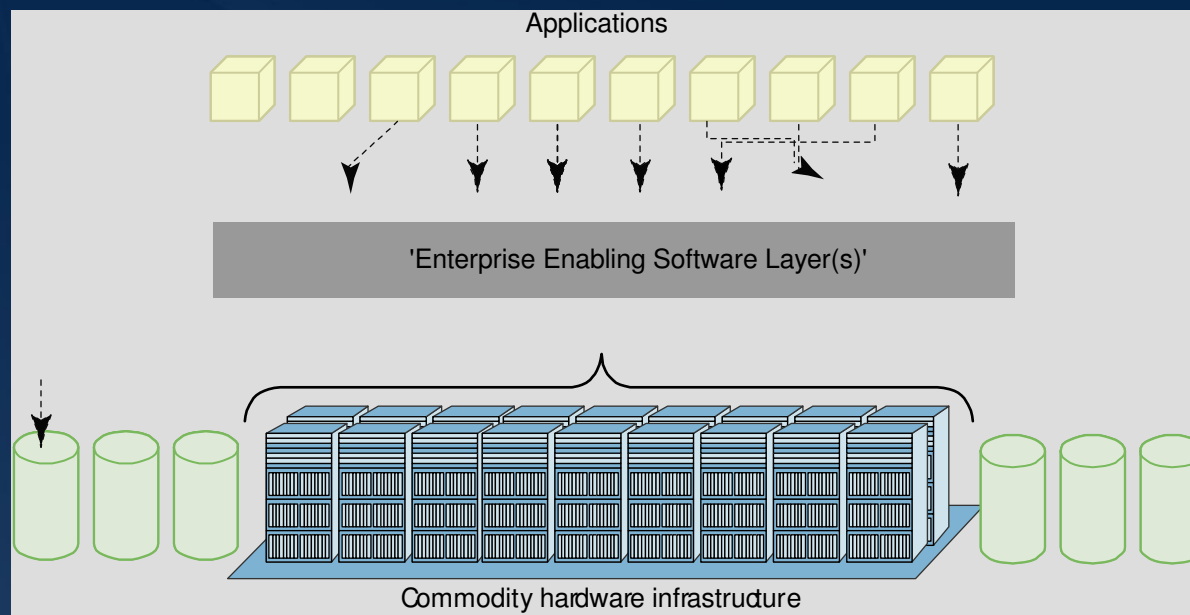 Applications
'Enterprise Enabling Software Layer(s)'
Commodity hardware infrastructure